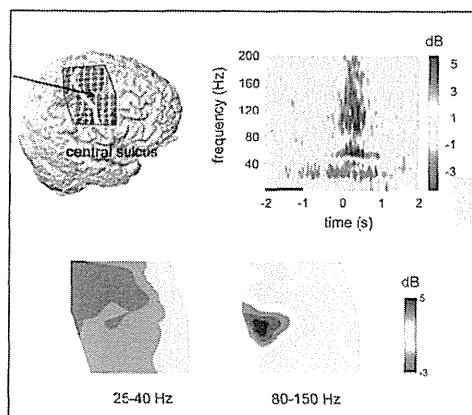 dB
200
160
120
80
40
frequency (Hz)
5
3
1
-1
-3
central sulcus
-2 -1 0 1 2
time (s)
dB
5
-3
25-40 Hz 80-150 Hz